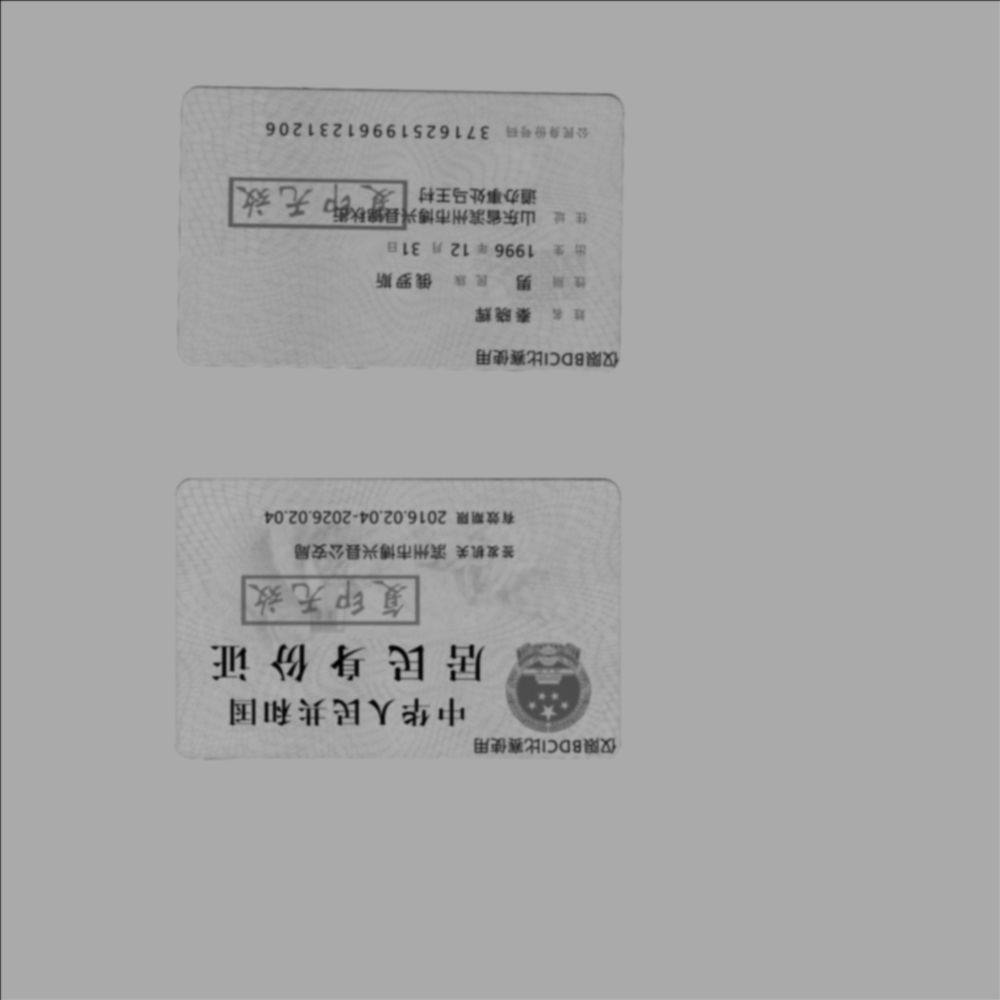 仅限BDCI比赛使用
中华人民共和国
居民身份证
复印无效
签发机关 滨州市博兴县公安局
有效期限 2016.02.04-2026.02.04
仅限BDCI比赛使用
姓名 秦晓辉
性别 男 民族 俄罗斯
出生 1996 年 12 月 31 日
住址 山东省滨州市博兴县锦秋街
道办事处马王村
复印无效
公民身份号码 37162519961231206